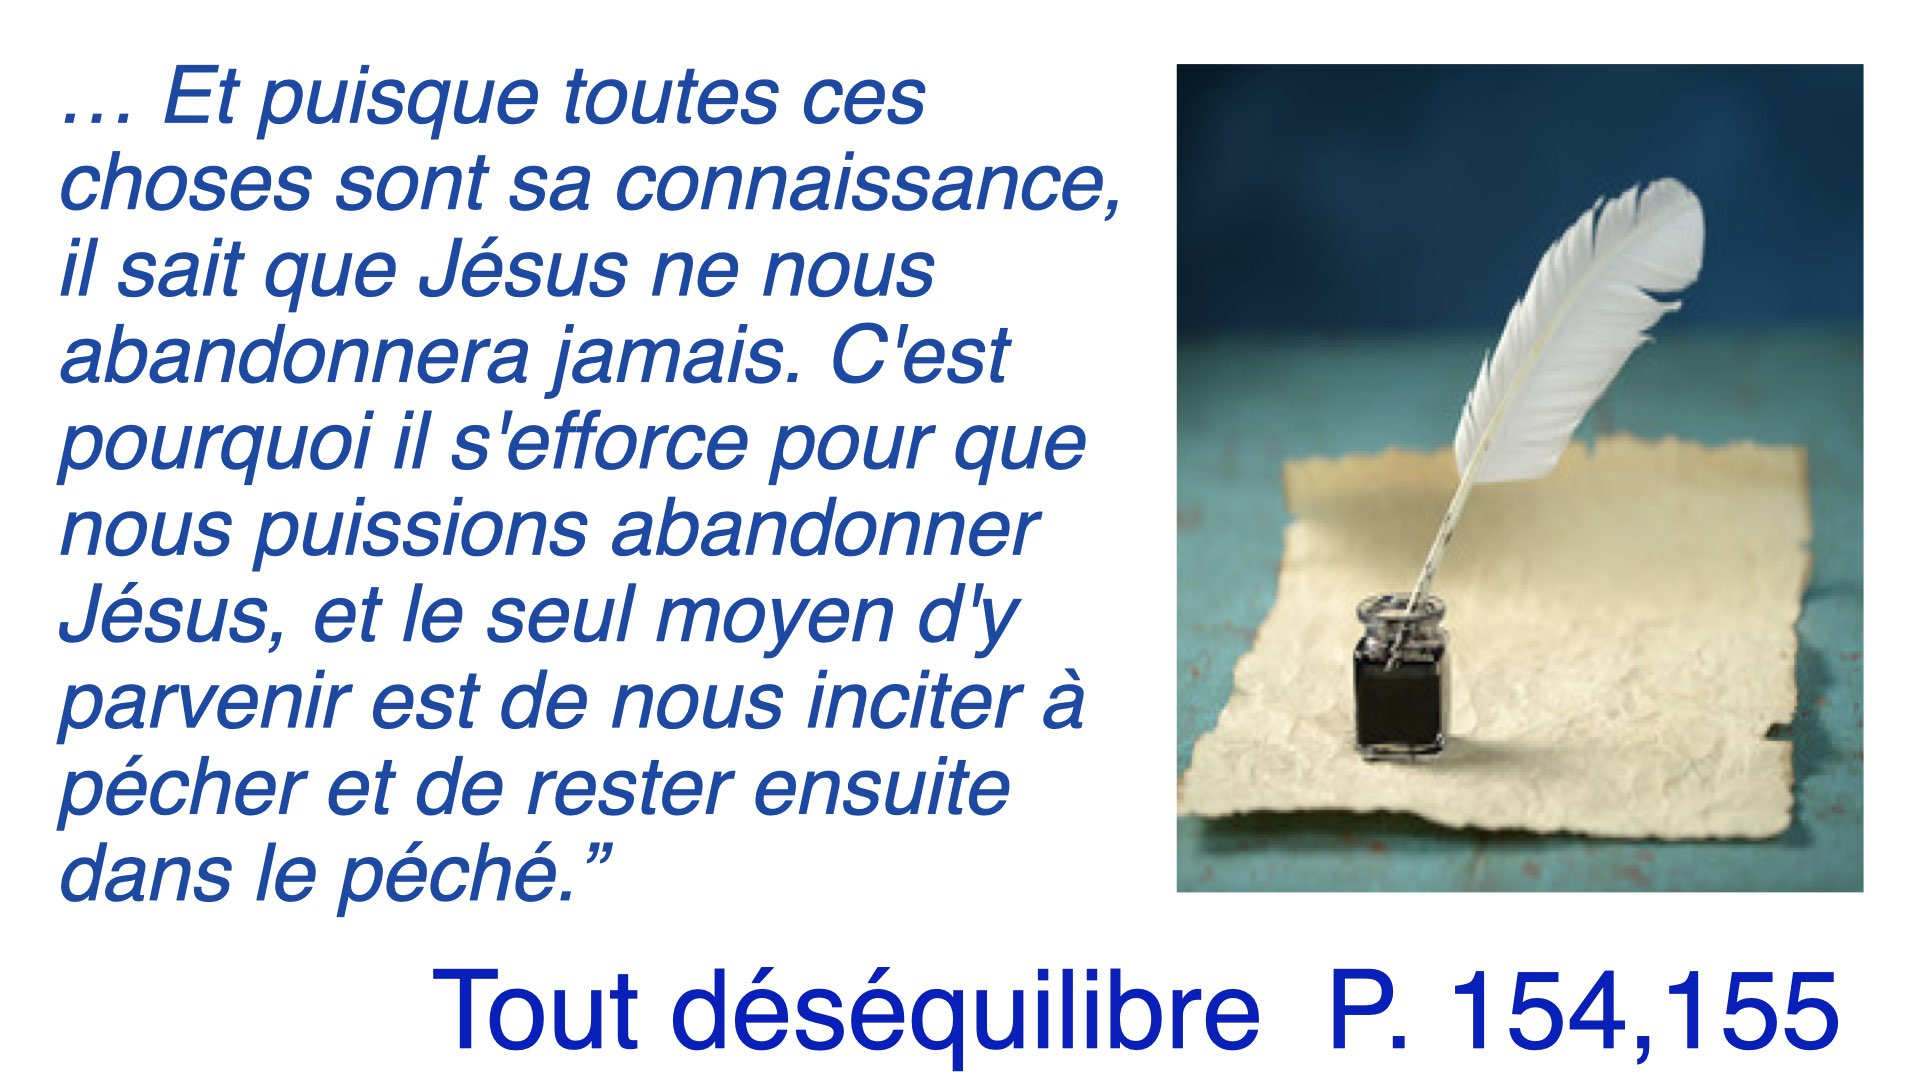 … Et puisque toutes ces
choses sont sa connaissance,
il sait que Jésus ne nous
abandonnera jamais. C'est
pourquoi il s'efforce pour que
nous puissions abandonner
Jésus, et le seul moyen d'y
parvenir est de nous inciter à
pécher et de rester ensuite
dans le péché.”
Tout déséquilibre  P. 154,155